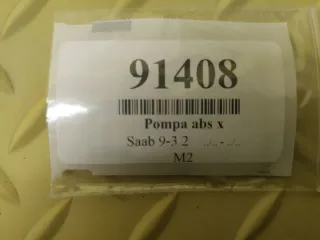 91408
Pompa abs x
Saab 9-3 2 ../.. - ../..
M2